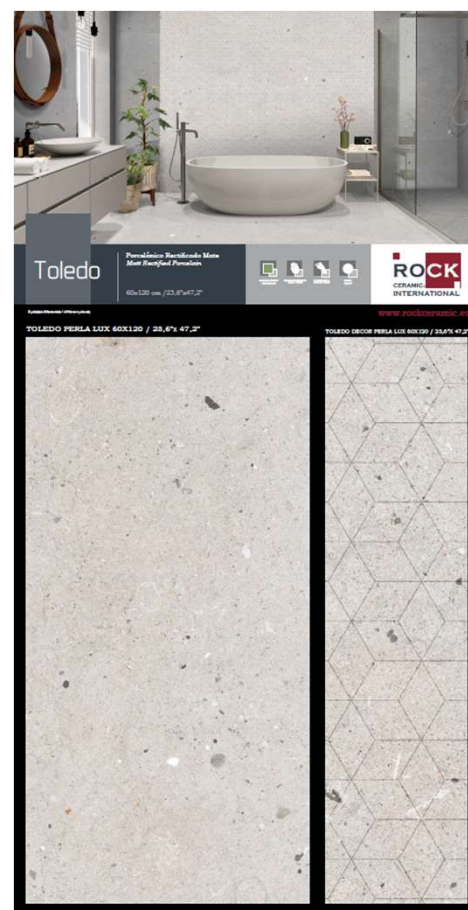 Toledo
Porcelánico Rectificado Mate
Matt Rectified Porcelain
60x120 cm /23,6"x47,2"
ROCK
CERAMIC
INTERNATIONAL
www.rockceramic.es
TOLEDO PERLA LUX 60X120 / 23,6"x 47,2"
TOLEDO DECOR PERLA LUX 60X120 / 23,6"X 47,2"